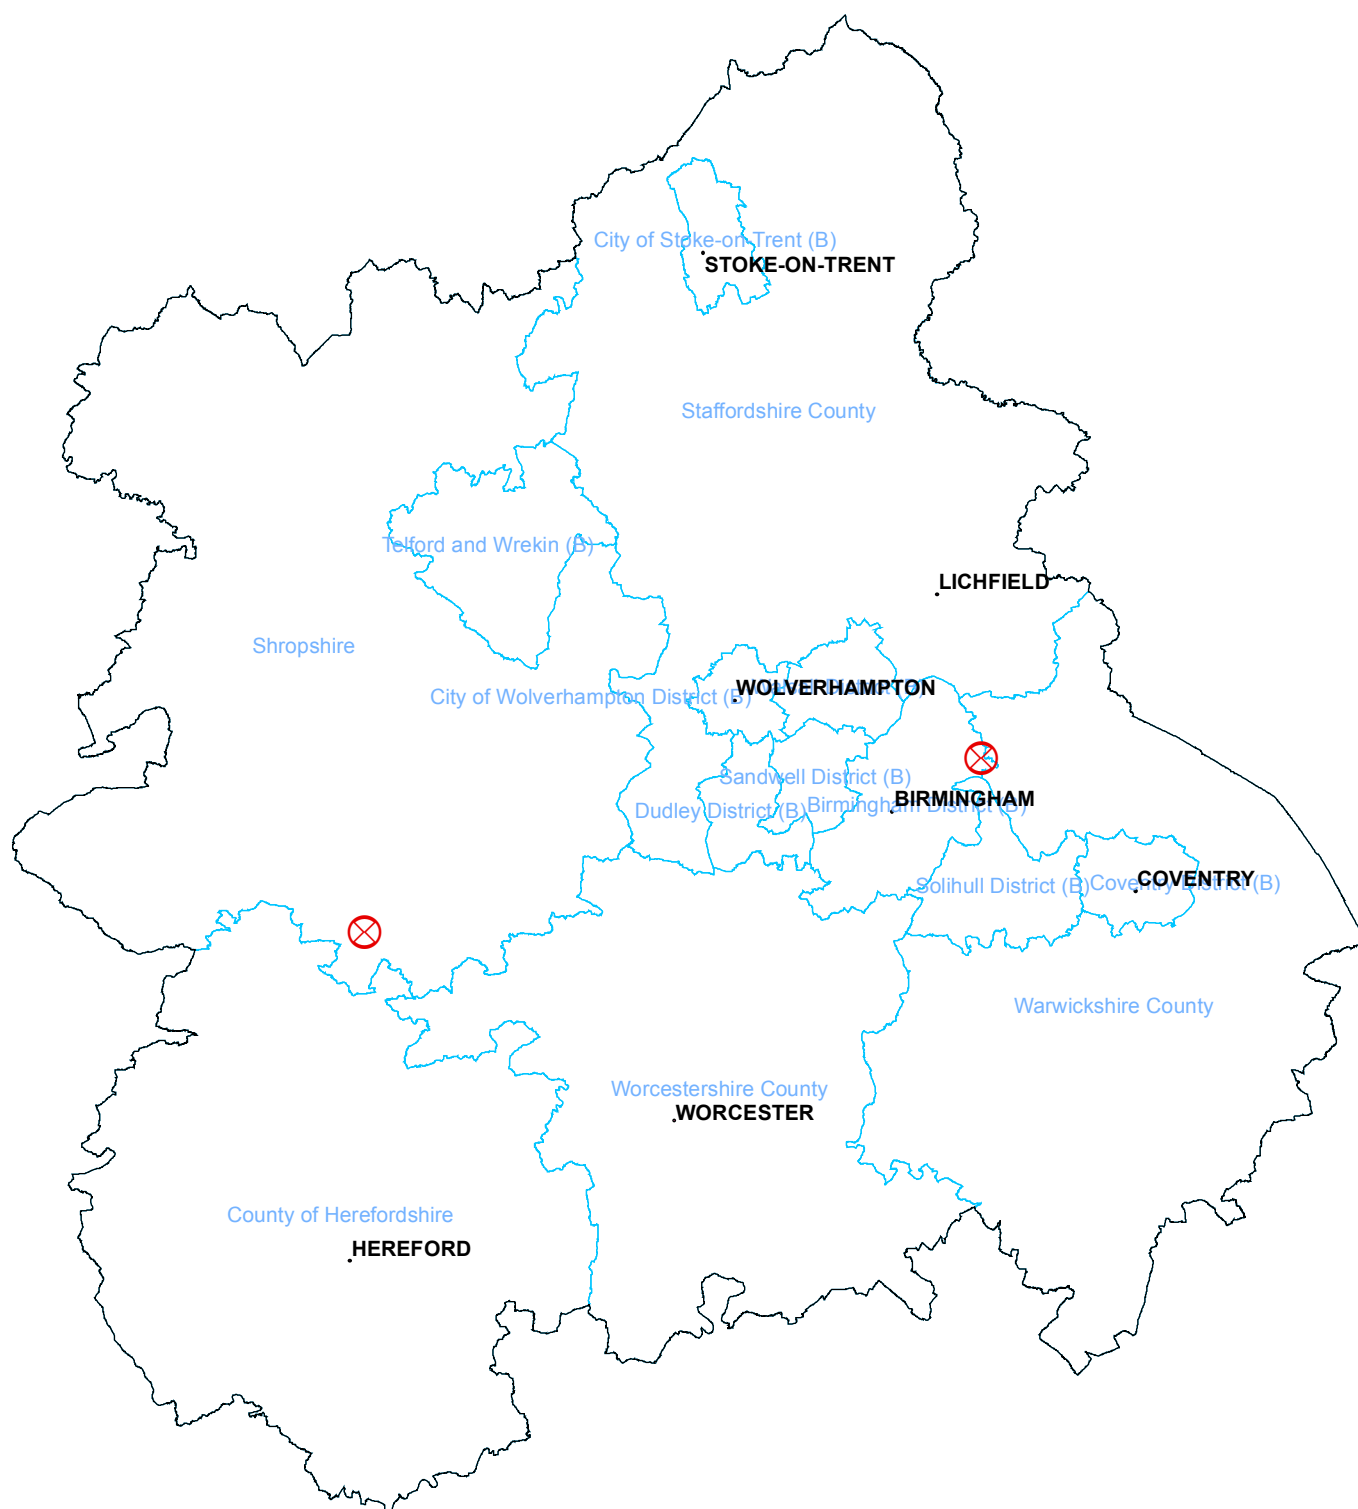 City of Stoke-on-Trent (B)
STOKE-ON-TRENT
Staffordshire County
Telford and Wrekin (B)
LICHFIELD
Shropshire
City of Wolverhampton District (B)
WOLVERHAMPTON
Sandwell District (B)
Dudley District (B)
Birmingham District (B)
BIRMINGHAM
Solihull District (B)
Coventry District (B)
COVENTRY
Warwickshire County
Worcestershire County
WORCESTER
County of Herefordshire
HEREFORD